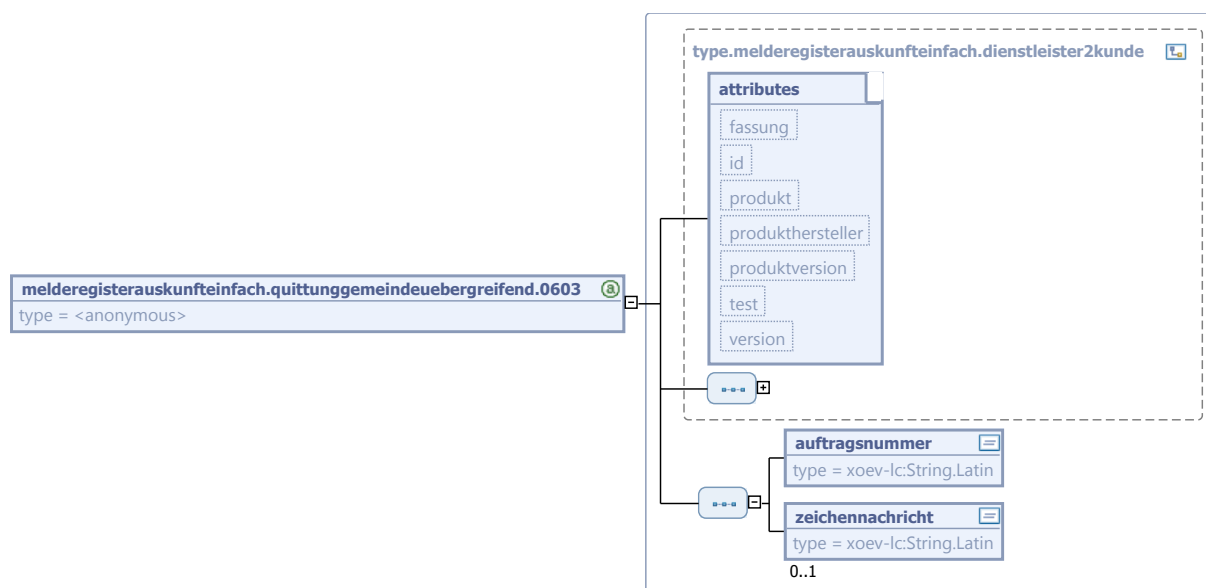 type.melderegisterauskunfteinfach.dienstleister2kunde
attributes
fassung
id
produkt
produkthersteller
produktversion
test
version
melderegisterauskunfteinfach.quittunggemeindeuebergreifend.0603 a
type = <anonymous>
auftragsnummer
type = xoev-lc:String.Latin
zeichennachricht
type = xoev-lc:String.Latin
0..1